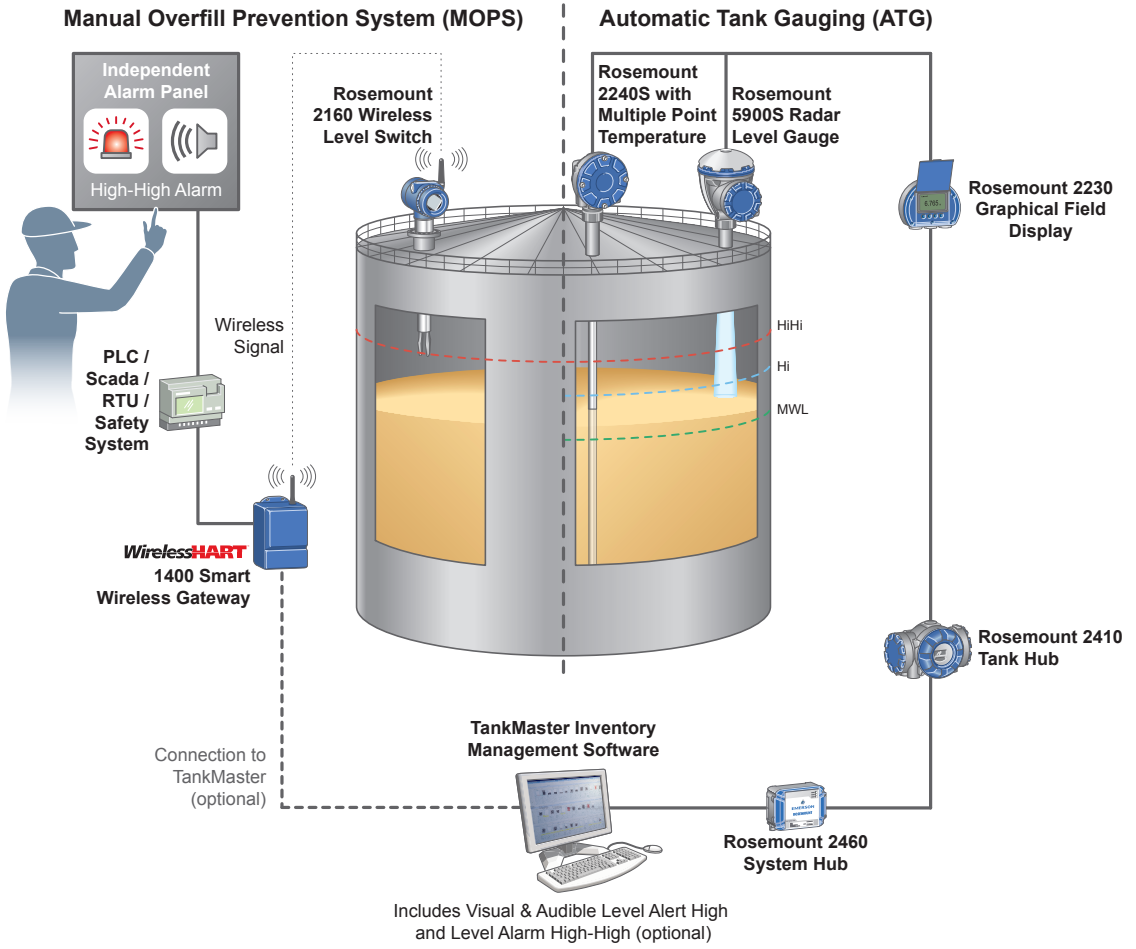 Manual Overfill Prevention System (MOPS)
Automatic Tank Gauging (ATG)
Independent
Alarm Panel
High-High Alarm
Rosemount
2160 Wireless
Level Switch
Rosemount
2240S with
Multiple Point
Temperature
Rosemount
5900S Radar
Level Gauge
Rosemount 2230
Graphical Field
Display
Wireless
Signal
HiHi
Hi
MWL
PLC /
Scada /
RTU /
Safety
System
WirelessHART
1400 Smart
Wireless Gateway
Rosemount 2410
Tank Hub
Connection to
TankMaster
(optional)
TankMaster Inventory
Management Software
EMERSON
Rosemount 2460
System Hub
Includes Visual & Audible Level Alert High
and Level Alarm High-High (optional)